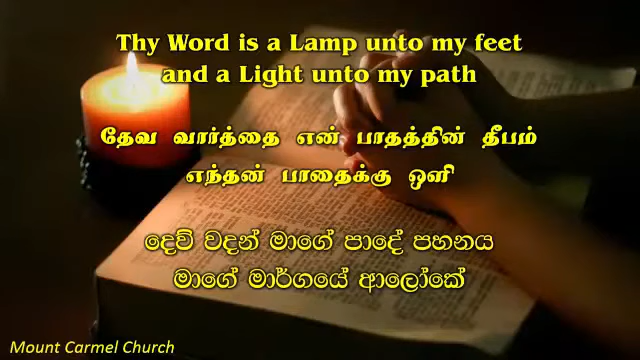 Thy Word is a Lamp unto my feet
and a Light unto my path
தேவ வார்த்தை என் பாதத்தின் தீபம்
எந்தன் பாதைக்கு ஒளி
දෙව් වදන් මාගේ පාදේ පහනය
මාගේ මාර්ගයේ ආලෝකේ
Mount Carmel Church